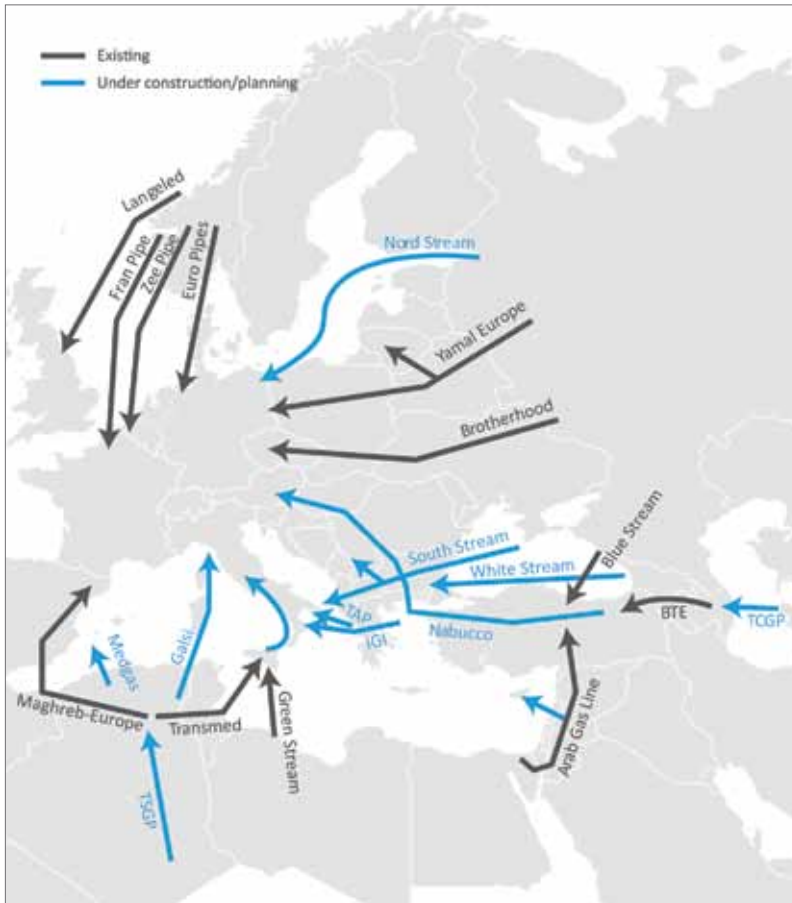 Existing
Under construction/planning
Langeled
Fran Pipe
Zee Pipe
Euro Pipes
Nord Stream
Yamal Europe
Brotherhood
Blue Stream
South Stream
White Stream
BTE
TCGP
TAP
IGI
Nabucco
Galsi
Medgas
Maghreb-Europe
Transmed
Green Stream
Arab Gas Line
TSGP